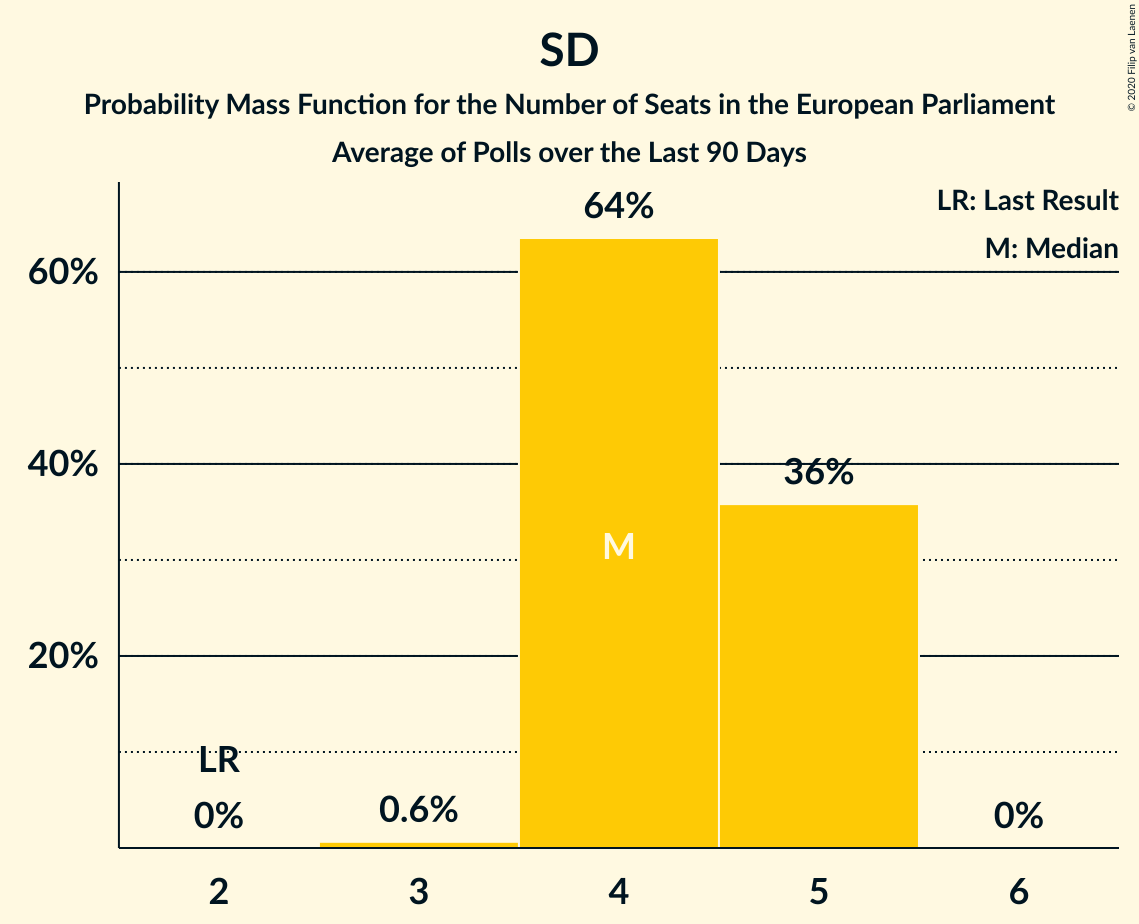 SD
Probability Mass Function for the Number of Seats in the European Parliament
Average of Polls over the Last 90 Days
© 2020 Filip van Laenen
LR: Last Result
M: Median
64%
60%
40%
36%
M
20%
LR
0%
0.6%
0%
2 3 4 5 6